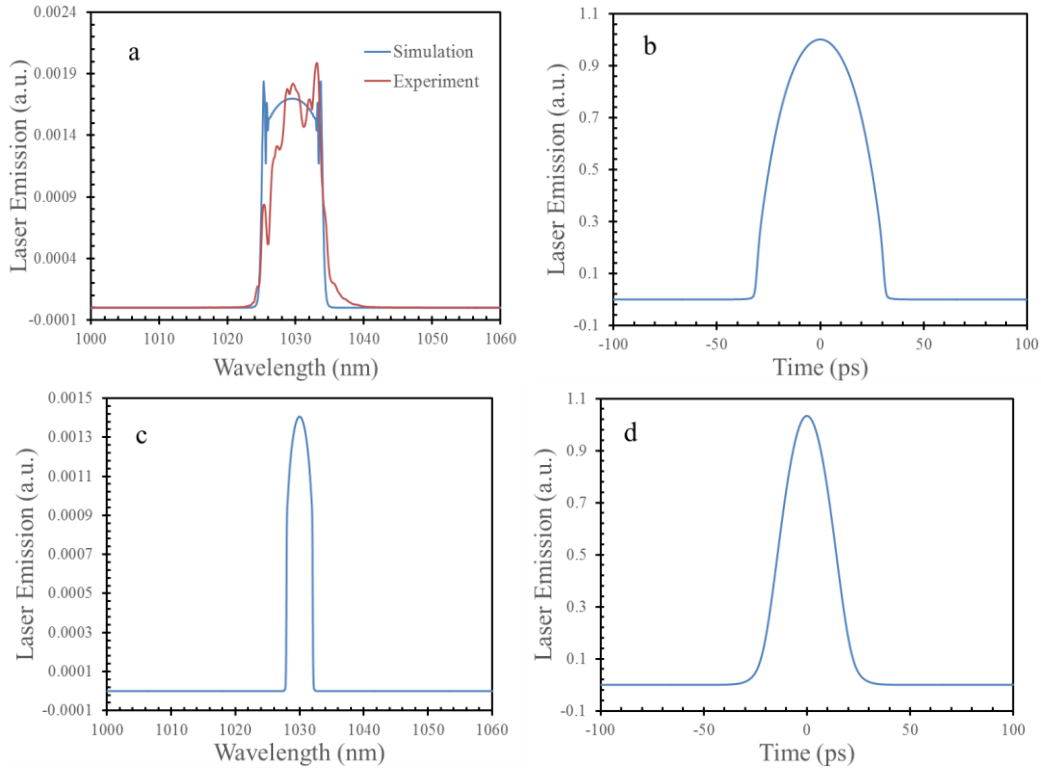 a
Simulation
Experiment
Laser Emission (a.u.)
0.0024
0.0019
0.0014
0.0009
0.0004
-0.0001
1000 1010 1020 1030 1040 1050 1060
Wavelength (nm)
b
Laser Emission (a.u.)
1.1
0.9
0.7
0.5
0.3
0.1
-0.1
-100 -50 0 50 100
Time (ps)
c
Laser Emission (a.u.)
0.0015
0.0013
0.0011
0.0009
0.0007
0.0005
0.0003
0.0001
-0.0001
1000 1010 1020 1030 1040 1050 1060
Wavelength (nm)
d
Laser Emission (a.u.)
1.1
0.9
0.7
0.5
0.3
0.1
-0.1
-100 -50 0 50 100
Time (ps)